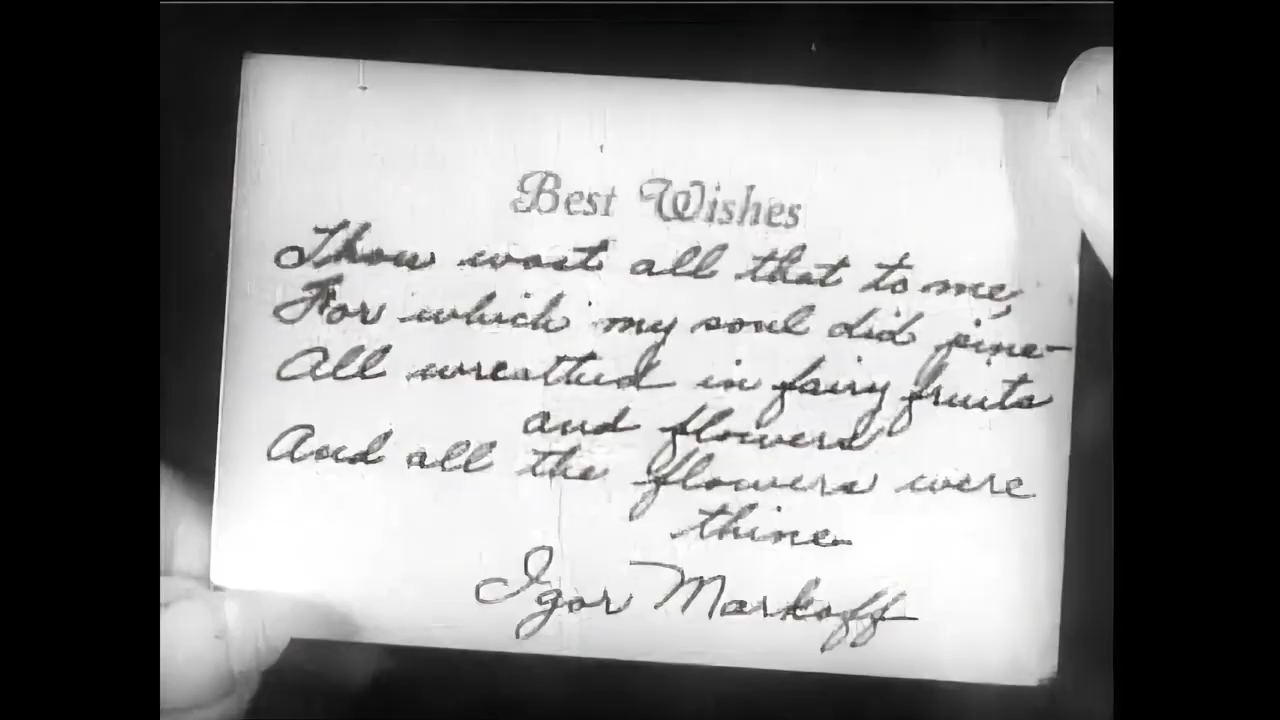 Best Wishes
Thou wast all that to me,
For which my soul did pine-
All wreathed in fairy fruits
and flowers
And all the flowers were
thine
Igor Markoff